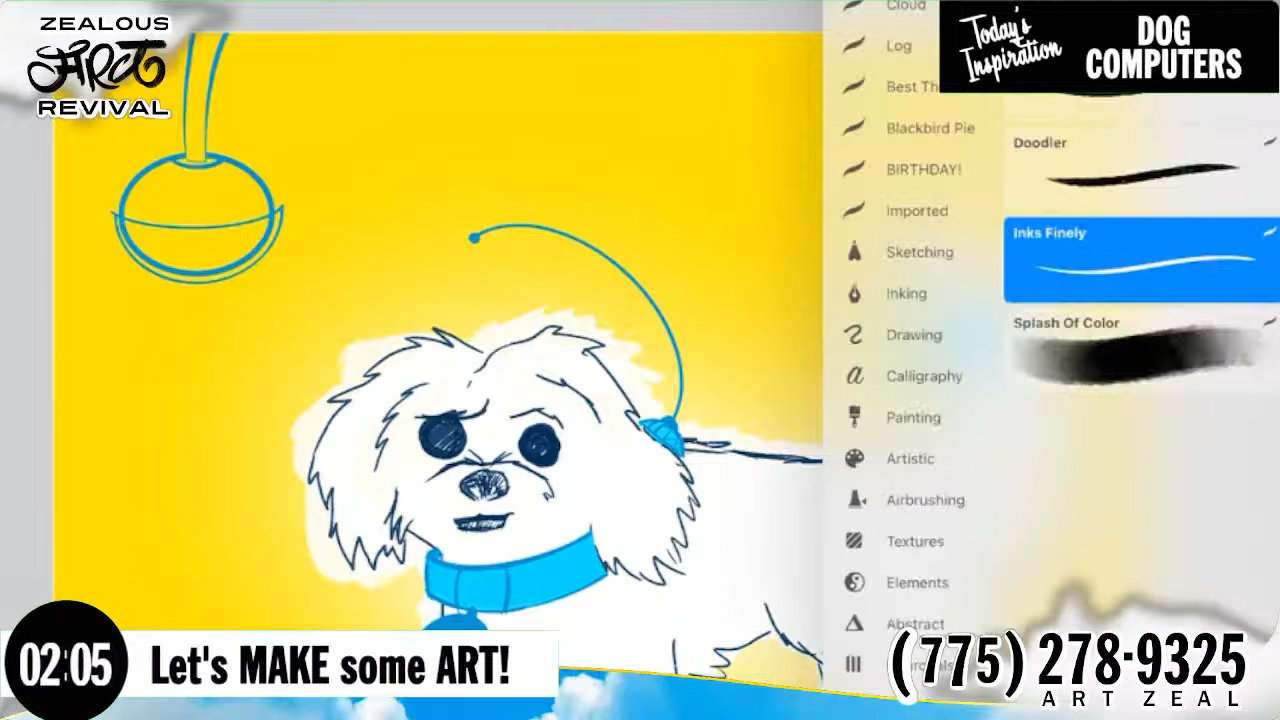 ZEALOUS
ART
REVIVAL
Cloud
Log
Best Th
Blackbird Pie
BIRTHDAY!
Imported
Sketching
Inking
Drawing
Calligraphy
Painting
Artistic
Airbrushing
Textures
Elements
Abstract
Today's
Inspiration
DOG
COMPUTERS
Doodler
Inks Finely
Splash Of Color
02:05
Let's MAKE some ART!
(775) 278-9325
ART ZEAL